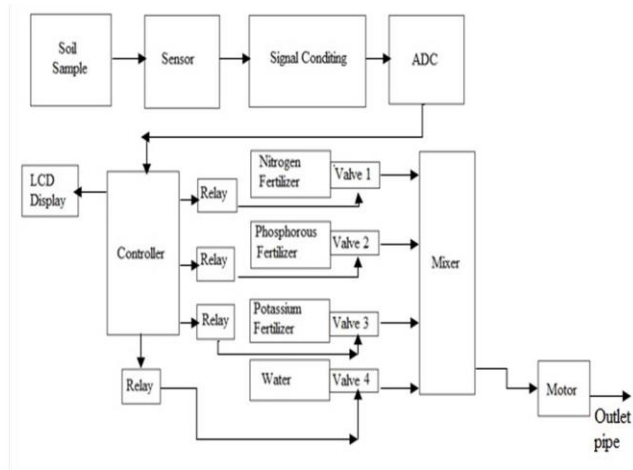 Soil
Sample
Sensor
Signal Conditing
ADC
LCD
Display
Controller
Relay
Nitrogen
Fertilizer
Valve 1
Relay
Phosphorous
Fertilizer
Valve 2
Relay
Potassium
Fertilizer
Valve 3
Relay
Water
Valve 4
Mixer
Motor
Outlet
pipe